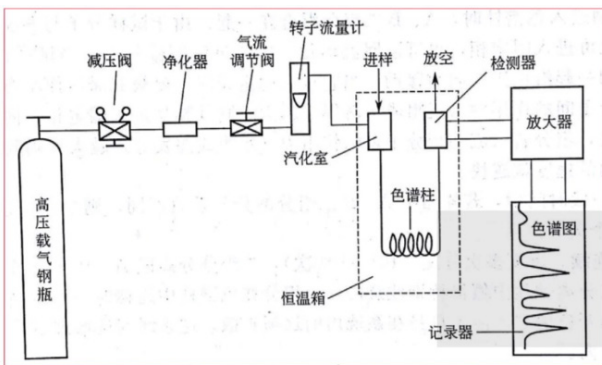 转子流量计
气流
调节阀
减压阀
净化器
进样
放空
检测器
放大器
汽化室
高压载气钢瓶
色谱柱
色谱图
恒温箱
记录器